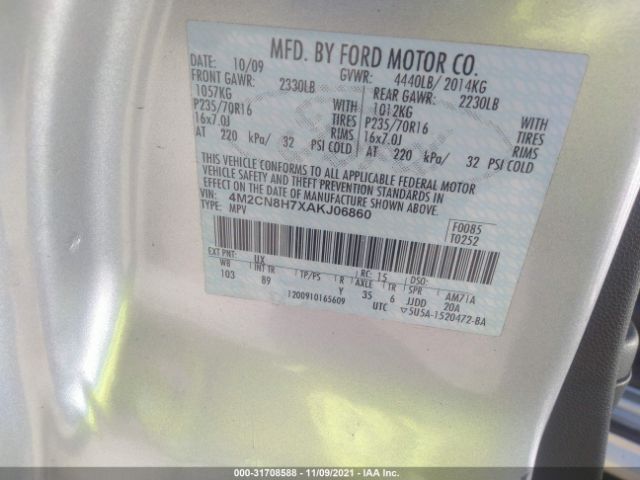 MFD. BY FORD MOTOR CO.
DATE: 10/09 GVWR: 4440LB/ 2014KG
FRONT GAWR: 2330LB REAR GAWR: 2230LB
1057KG WITH 1012KG WITH
P235/70R16 TIRES P235/70R16 TIRES
16x7.0J RIMS 16x7.0J RIMS
AT 220 kPa/ 32 PSI COLD AT 220 kPa/ 32 PSI COLD
THIS VEHICLE CONFORMS TO ALL APPLICABLE FEDERAL MOTOR
VEHICLE SAFETY AND THEFT PREVENTION STANDARDS IN
EFFECT ON THE DATE OF MANUFACTURE SHOWN ABOVE.
VIN: 4M2CN8H7XAKJ06860
TYPE: MPV
F0085
T0252
EXT PNT: UX RC: 15 DSO:
WB INT TR TP/PS R AXLE TR SPR AM71A
103 89 Y 35 6 JJDD 20A
1200910165609 UTC ▽5U5A-1520472-BA
000-31708588 — 11/09/2021 — IAA Inc.